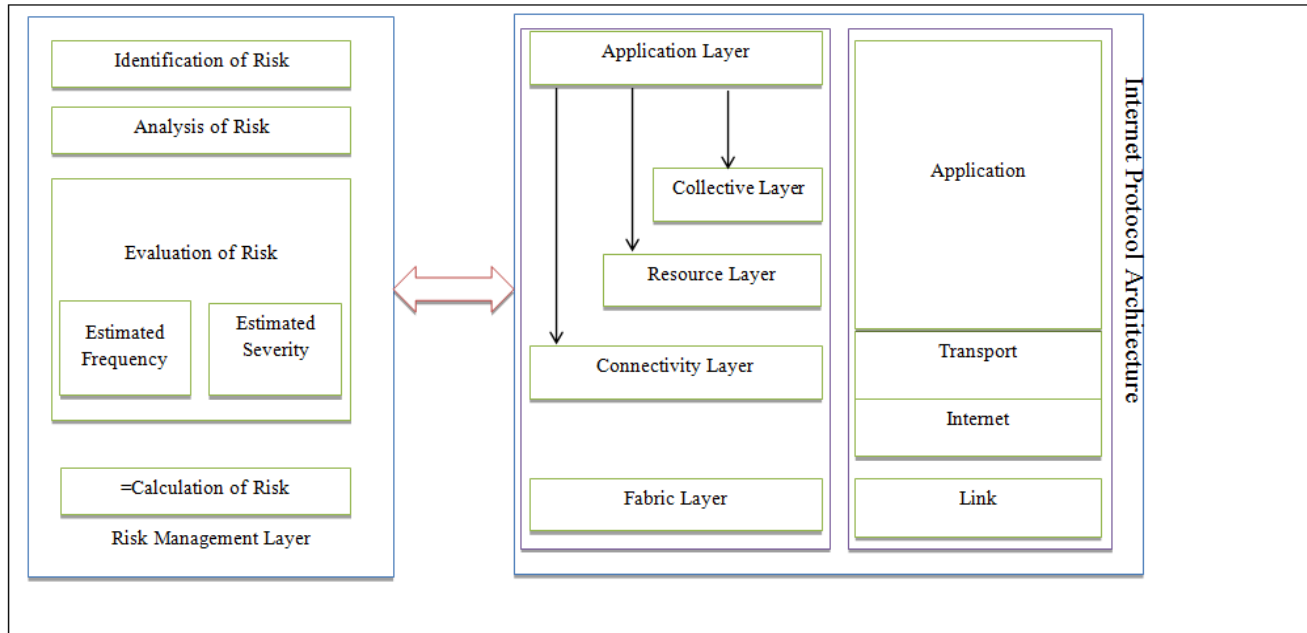 Identification of Risk
Analysis of Risk
Evaluation of Risk
Estimated
Frequency
Estimated
Severity
=Calculation of Risk
Risk Management Layer
Application Layer
Collective Layer
Resource Layer
Connectivity Layer
Fabric Layer
Application
Transport
Internet
Link
Internet Protocol Architecture